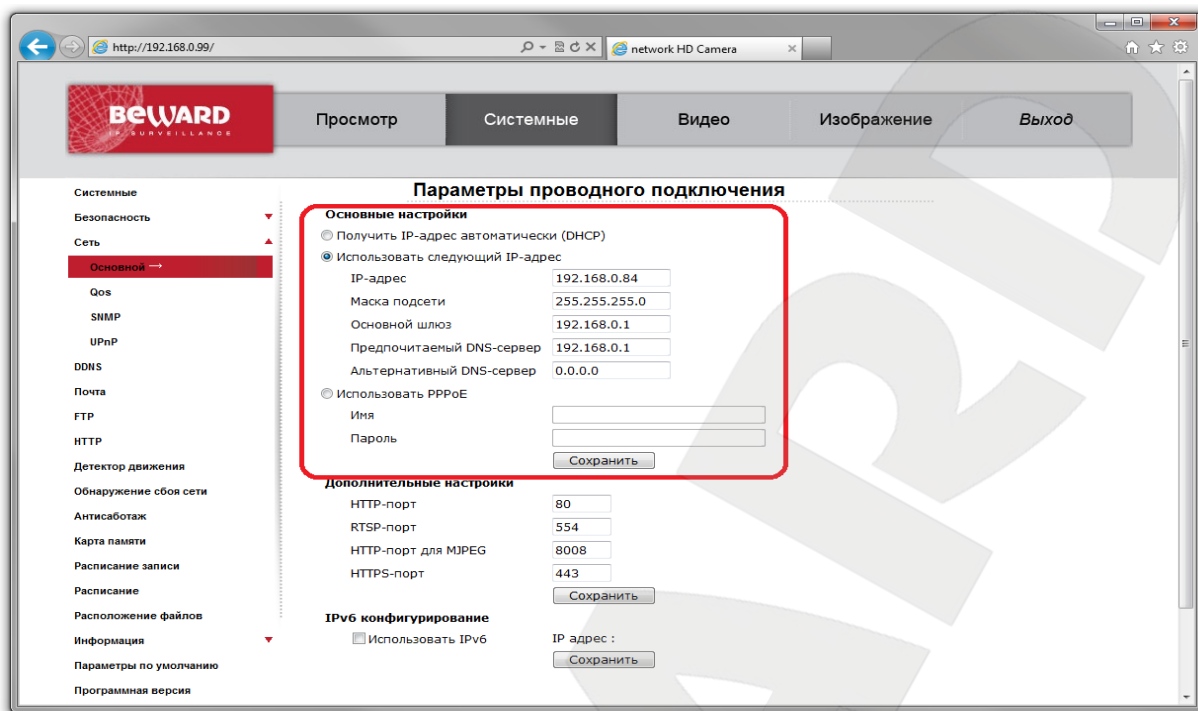 http://192.168.0.99/
network HD Camera
BEWARD
IP SURVEILLANCE
Просмотр
Системные
Видео
Изображение
Выход
Системные
Безопасность
Сеть
Основной →
Qos
SNMP
UPnP
DDNS
Почта
FTP
HTTP
Детектор движения
Обнаружение сбоя сети
Антисаботаж
Карта памяти
Расписание записи
Расписание
Расположение файлов
Информация
Параметры по умолчанию
Программная версия
Параметры проводного подключения
Основные настройки
Получить IP-адрес автоматически (DHCP)
Использовать следующий IP-адрес
IP-адрес 192.168.0.84
Маска подсети 255.255.255.0
Основной шлюз 192.168.0.1
Предпочитаемый DNS-сервер 192.168.0.1
Альтернативный DNS-сервер 0.0.0.0
Использовать PPPoE
Имя
Пароль
Сохранить
Дополнительные настройки
HTTP-порт 80
RTSP-порт 554
HTTP-порт для MJPEG 8008
HTTPS-порт 443
Сохранить
IPv6 конфигурирование
Использовать IPv6 IP адрес :
Сохранить